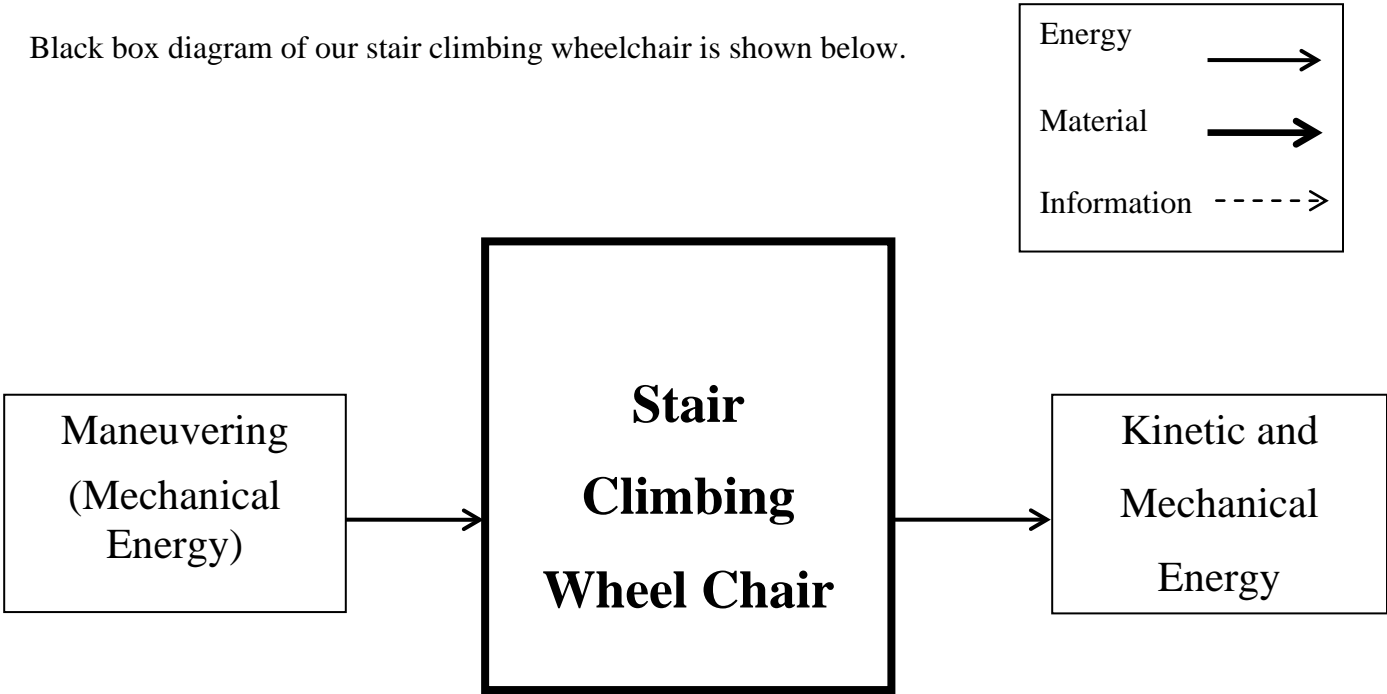 Black box diagram of our stair climbing wheelchair is shown below.
Energy
Material
Information
Maneuvering
(Mechanical
Energy)
Stair
Climbing
Wheel Chair
Kinetic and
Mechanical
Energy